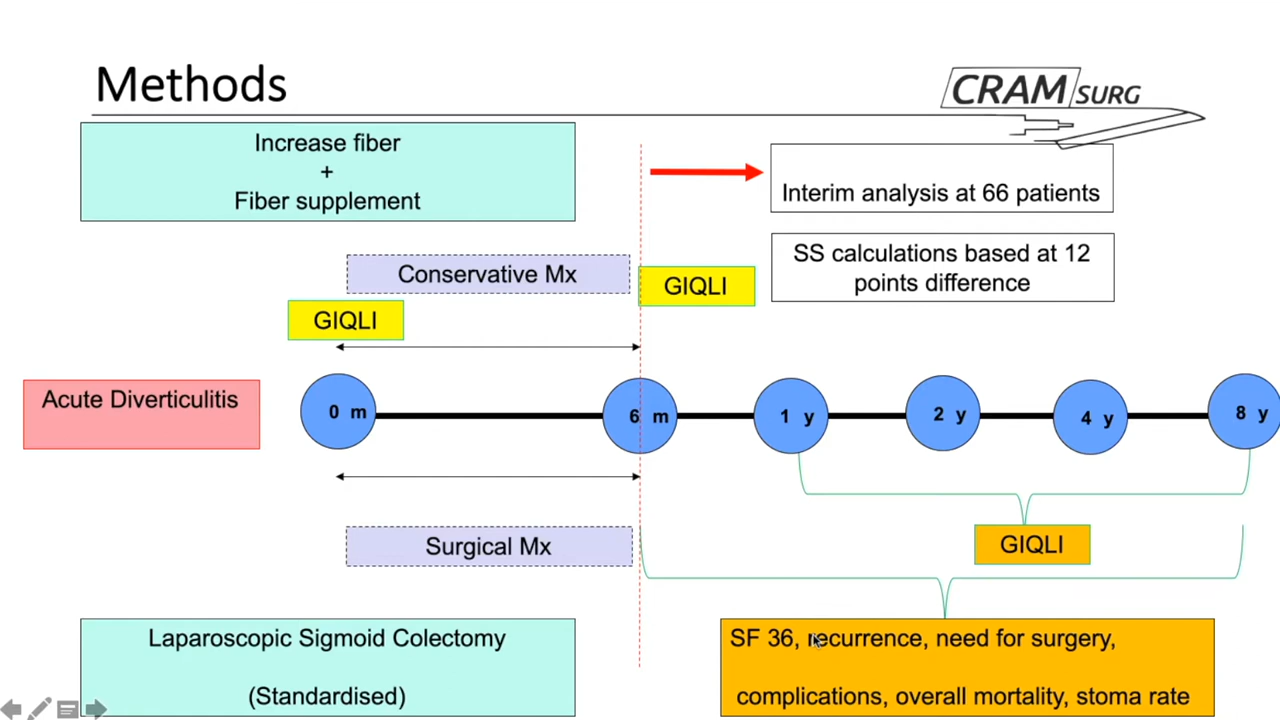 Methods
CRAM SURG
Increase fiber
+
Fiber supplement
Interim analysis at 66 patients
SS calculations based at 12
points difference
Conservative Mx
GIQLI
GIQLI
Acute Diverticulitis
0 m
6 m
1 y
2 y
4 y
8 y
Surgical Mx
GIQLI
Laparoscopic Sigmoid Colectomy
(Standardised)
SF 36, recurrence, need for surgery,
complications, overall mortality, stoma rate